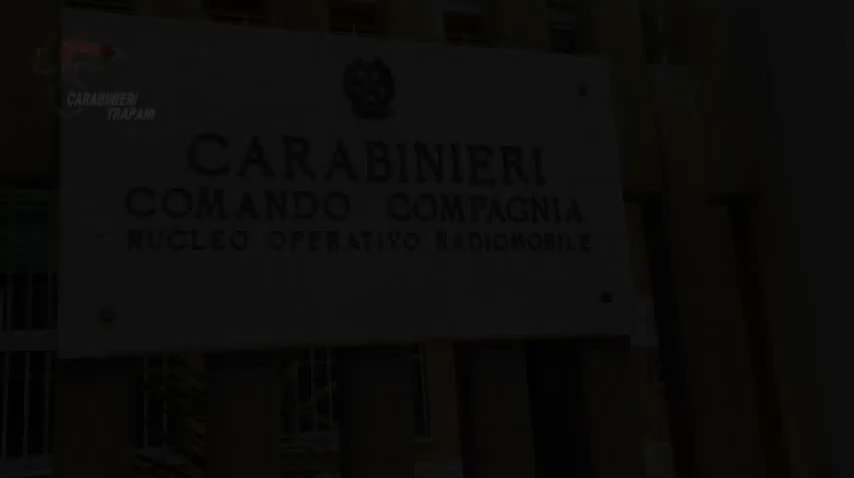 CARABINIERI
TRAPANI
CARABINIERI
COMANDO COMPAGNIA
NUCLEO OPERATIVO RADIOMOBILE